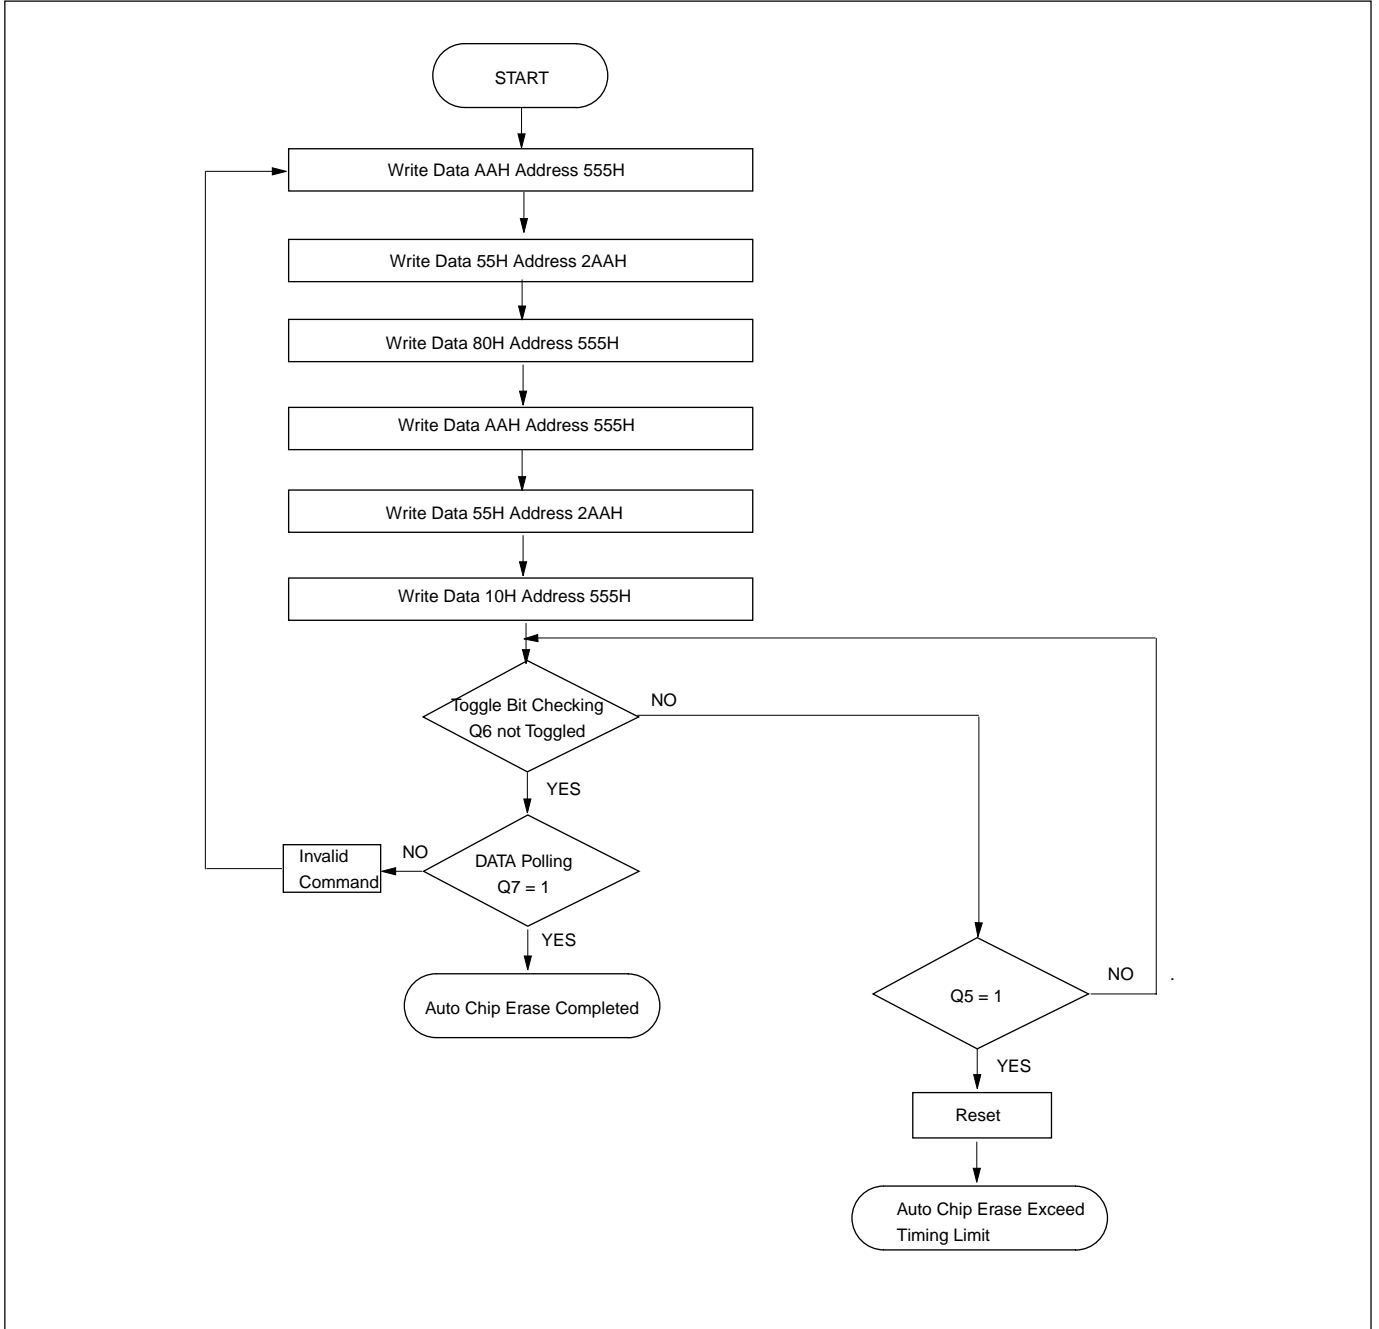 START
Write Data AAH Address 555H
Write Data 55H Address 2AAH
Write Data 80H Address 555H
Write Data AAH Address 555H
Write Data 55H Address 2AAH
Write Data 10H Address 555H
Toggle Bit Checking
Q6 not Toggled
NO
YES
Invalid
Command
NO
DATA Polling
Q7 = 1
YES
Auto Chip Erase Completed
Q5 = 1
NO
.
YES
Reset
Auto Chip Erase Exceed
Timing Limit